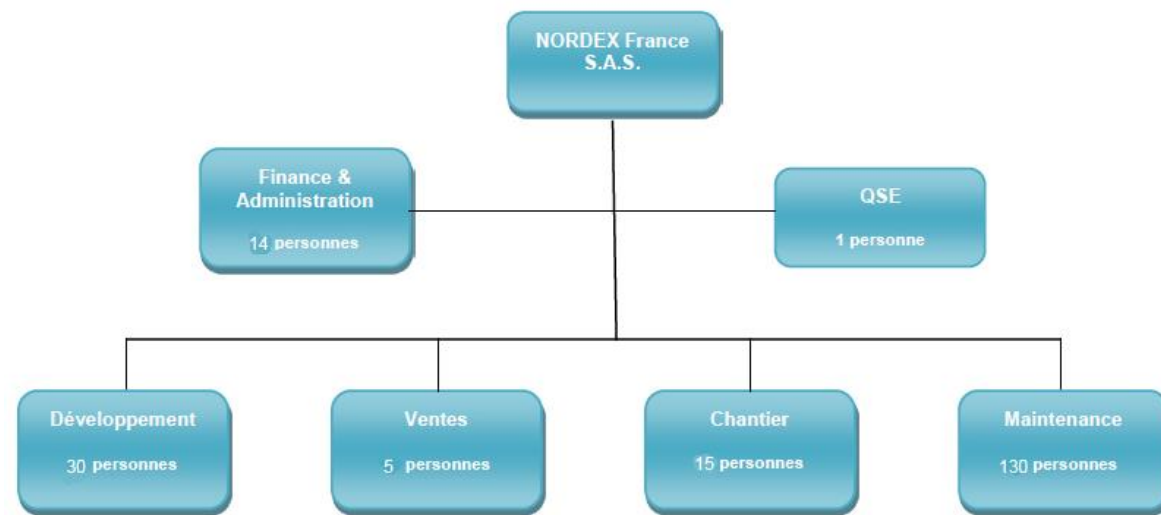 NORDEX France
S.A.S.
Finance &
Administration
14 personnes
QSE
1 personne
Développement
30 personnes
Ventes
5 personnes
Chantier
15 personnes
Maintenance
130 personnes